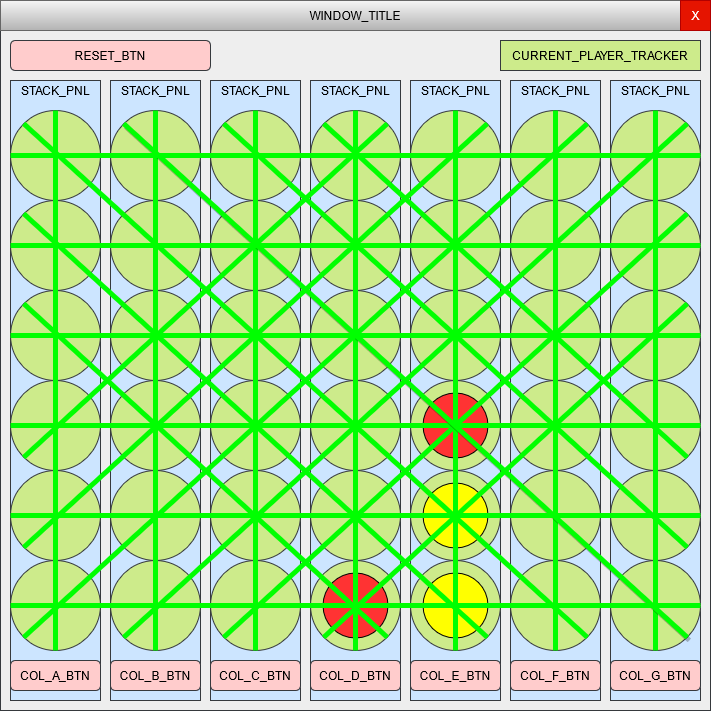 WINDOW_TITLE
X
RESET_BTN
CURRENT_PLAYER_TRACKER
STACK_PNL STACK_PNL STACK_PNL STACK_PNL STACK_PNL STACK_PNL STACK_PNL
COL_A_BTN COL_B_BTN COL_C_BTN COL_D_BTN COL_E_BTN COL_F_BTN COL_G_BTN